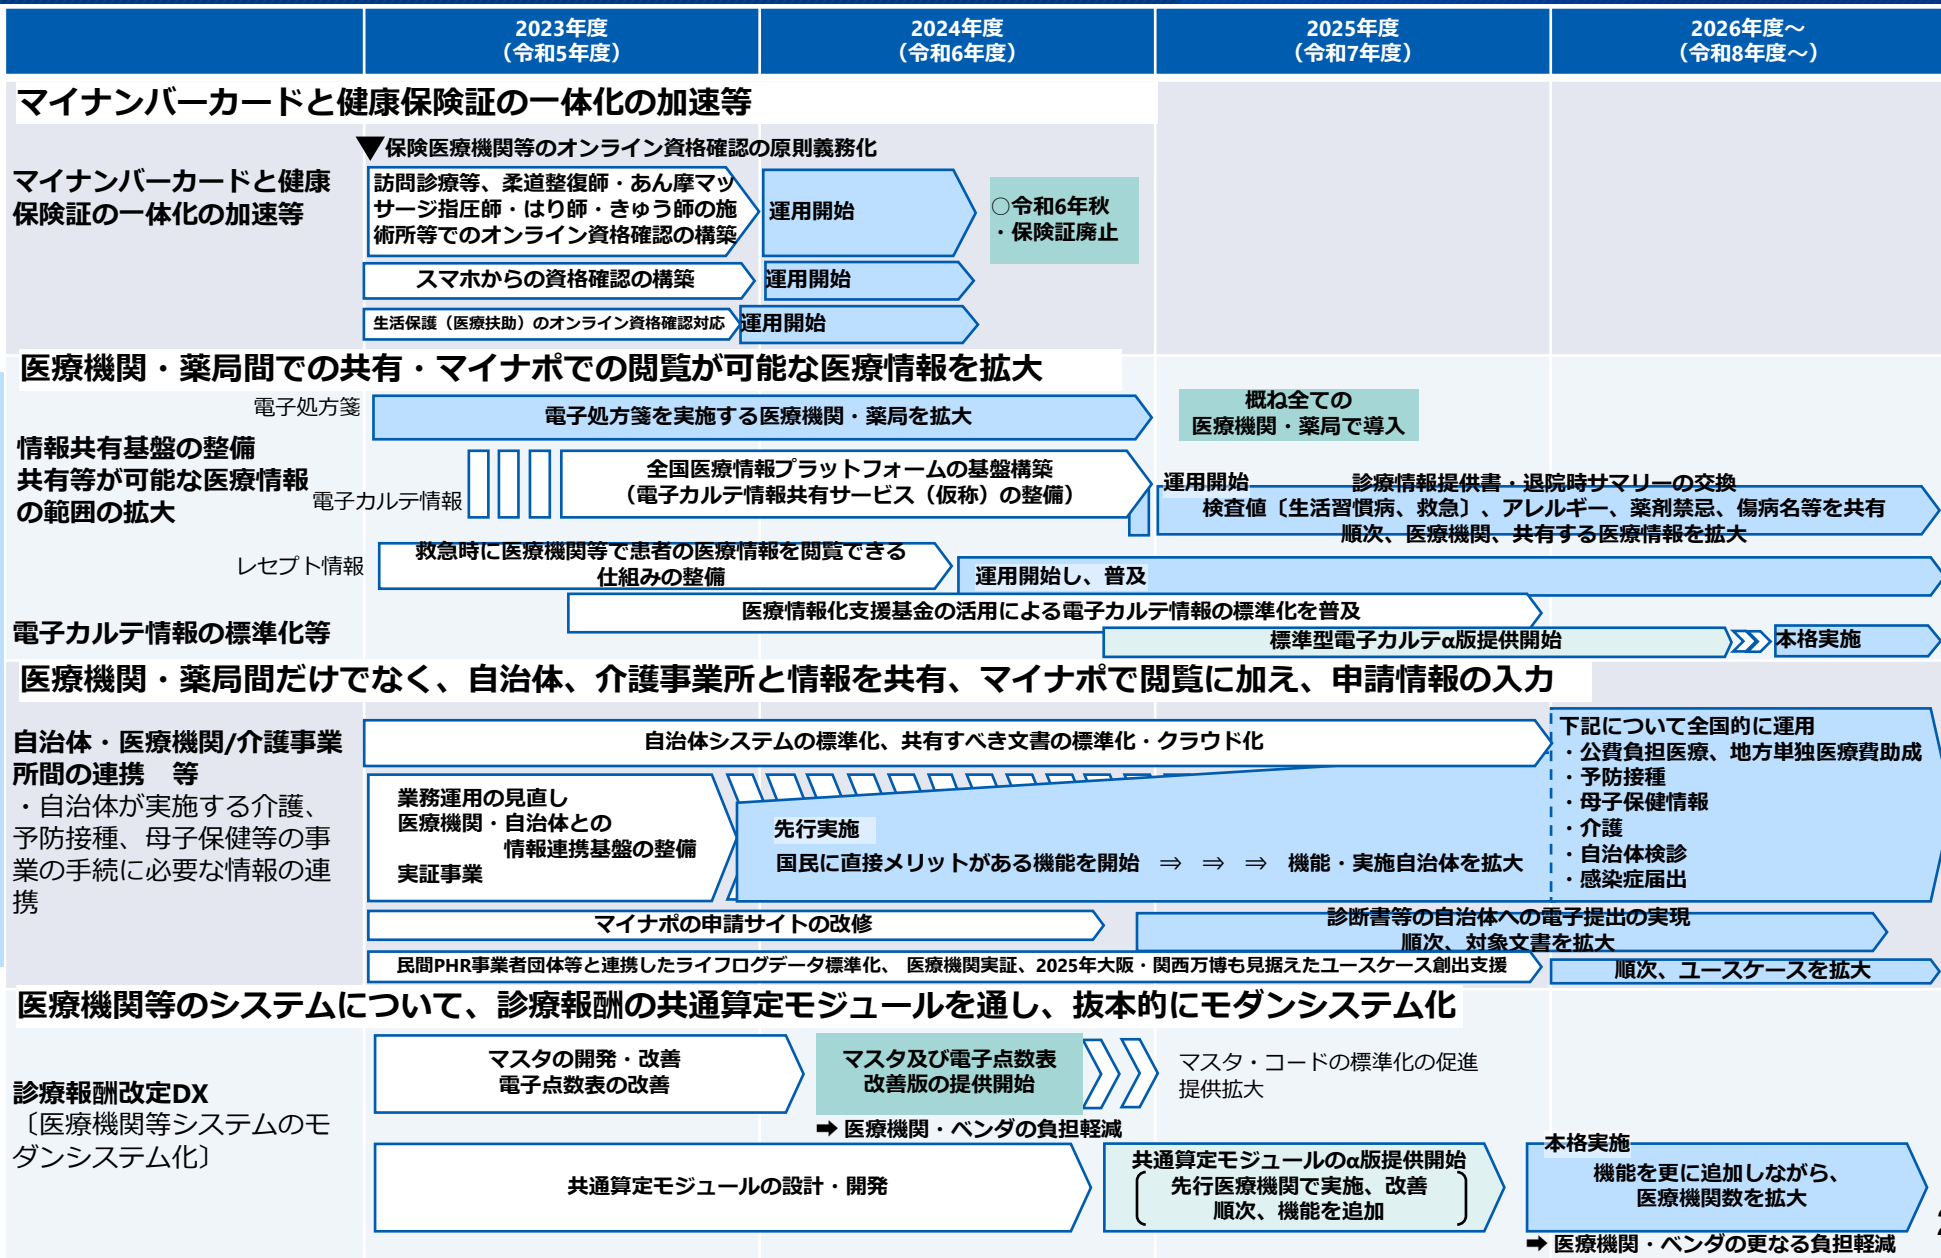 2023年度
（令和5年度）
2024年度
（令和6年度）
2025年度
（令和7年度）
2026年度～
（令和8年度～）
マイナンバーカードと健康保険証の一体化の加速等
▼保険医療機関等のオンライン資格確認の原則義務化
マイナンバーカードと健康
保険証の一体化の加速等
訪問診療等、柔道整復師・あん摩マッ
サージ指圧師・はり師・きゅう師の施
術所等でのオンライン資格確認の構築
運用開始
○令和6年秋
・保険証廃止
スマホからの資格確認の構築
運用開始
生活保護（医療扶助）のオンライン資格確認対応
運用開始
医療機関・薬局間での共有・マイナポでの閲覧が可能な医療情報を拡大
電子処方箋
電子処方箋を実施する医療機関・薬局を拡大
概ね全ての
医療機関・薬局で導入
情報共有基盤の整備
共有等が可能な医療情報
の範囲の拡大
電子カルテ情報
全国医療情報プラットフォームの基盤構築
（電子カルテ情報共有サービス（仮称）の整備）
運用開始
診療情報提供書・退院時サマリーの交換
検査値〔生活習慣病、救急〕、アレルギー、薬剤禁忌、傷病名等を共有
順次、医療機関、共有する医療情報を拡大
レセプト情報
救急時に医療機関等で患者の医療情報を閲覧できる
仕組みの整備
運用開始し、普及
医療情報化支援基金の活用による電子カルテ情報の標準化を普及
電子カルテ情報の標準化等
標準型電子カルテα版提供開始
本格実施
医療機関・薬局間だけでなく、自治体、介護事業所と情報を共有、マイナポで閲覧に加え、申請情報の入力
自治体・医療機関/介護事業
所間の連携　等
・自治体が実施する介護、
予防接種、母子保健等の事
業の手続に必要な情報の連
携
自治体システムの標準化、共有すべき文書の標準化・クラウド化
業務運用の見直し
医療機関・自治体との
情報連携基盤の整備
実証事業
先行実施
国民に直接メリットがある機能を開始　⇒　⇒　⇒　機能・実施自治体を拡大
下記について全国的に運用
・公費負担医療、地方単独医療費助成
・予防接種
・母子保健情報
・介護
・自治体検診
・感染症届出
マイナポの申請サイトの改修
診断書等の自治体への電子提出の実現
順次、対象文書を拡大
民間PHR事業者団体等と連携したライフログデータ標準化、 医療機関実証、2025年大阪・関西万博も見据えたユースケース創出支援
順次、ユースケースを拡大
医療機関等のシステムについて、診療報酬の共通算定モジュールを通し、抜本的にモダンシステム化
診療報酬改定DX
〔医療機関等システムのモ
ダンシステム化〕
マスタの開発・改善
電子点数表の改善
マスタ及び電子点数表
改善版の提供開始
マスタ・コードの標準化の促進
提供拡大
➡ 医療機関・ベンダの負担軽減
共通算定モジュールの設計・開発
共通算定モジュールのα版提供開始
先行医療機関で実施、改善
順次、機能を追加
本格実施
機能を更に追加しながら、
医療機関数を拡大
➡ 医療機関・ベンダの更なる負担軽減